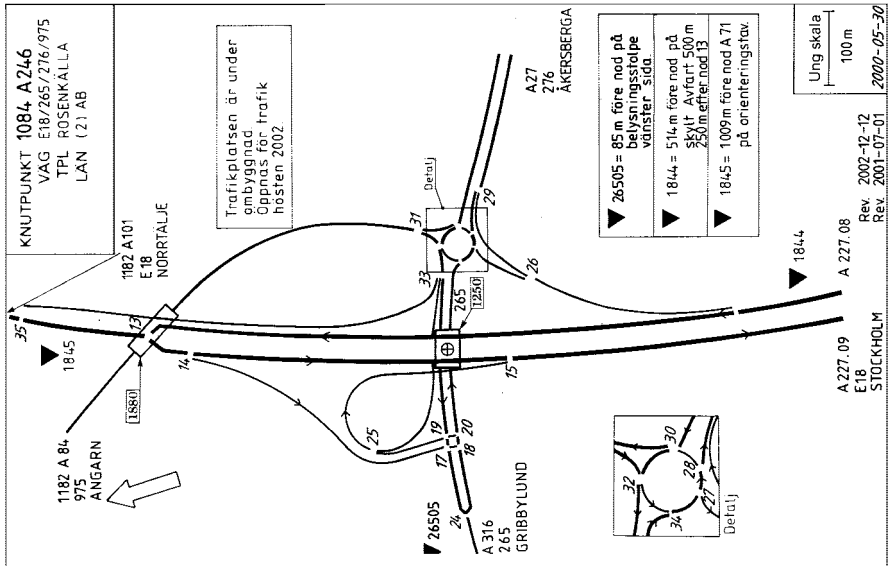 KNUTPUNKT 1084 A246
VÄG E18/265/276/975
TPL ROSENKÄLLA
LÄN (2) AB
Trafikplatsen är under
ombyggnad.
Öppnas för trafik
hösten 2002
35
1182 A101
E18
NORRTÄLJE
13
1845
14
1880
1182 A 84
975
ANGARN
31
Detalj
33
29
A27
276
ÅKERSBERGA
265
1250
26
15
25
19
20
17
18
24
26505
A 316
265
GRIBBYLUND
1844
A 227.08
A 227.09
E18
STOCKHOLM
26505 = 85 m före nod på
belysningsstolpe
vänster sida.
1844 = 514 m före nod på
skylt Avfart 500 m
250 m efter nod 13
1845 = 1009 m före nod A 71
på orienteringstav.
32
30
34
28
27
Detalj
Ung skala
100 m
Rev. 2002-12-12
Rev. 2001-07-01
2000-05-30